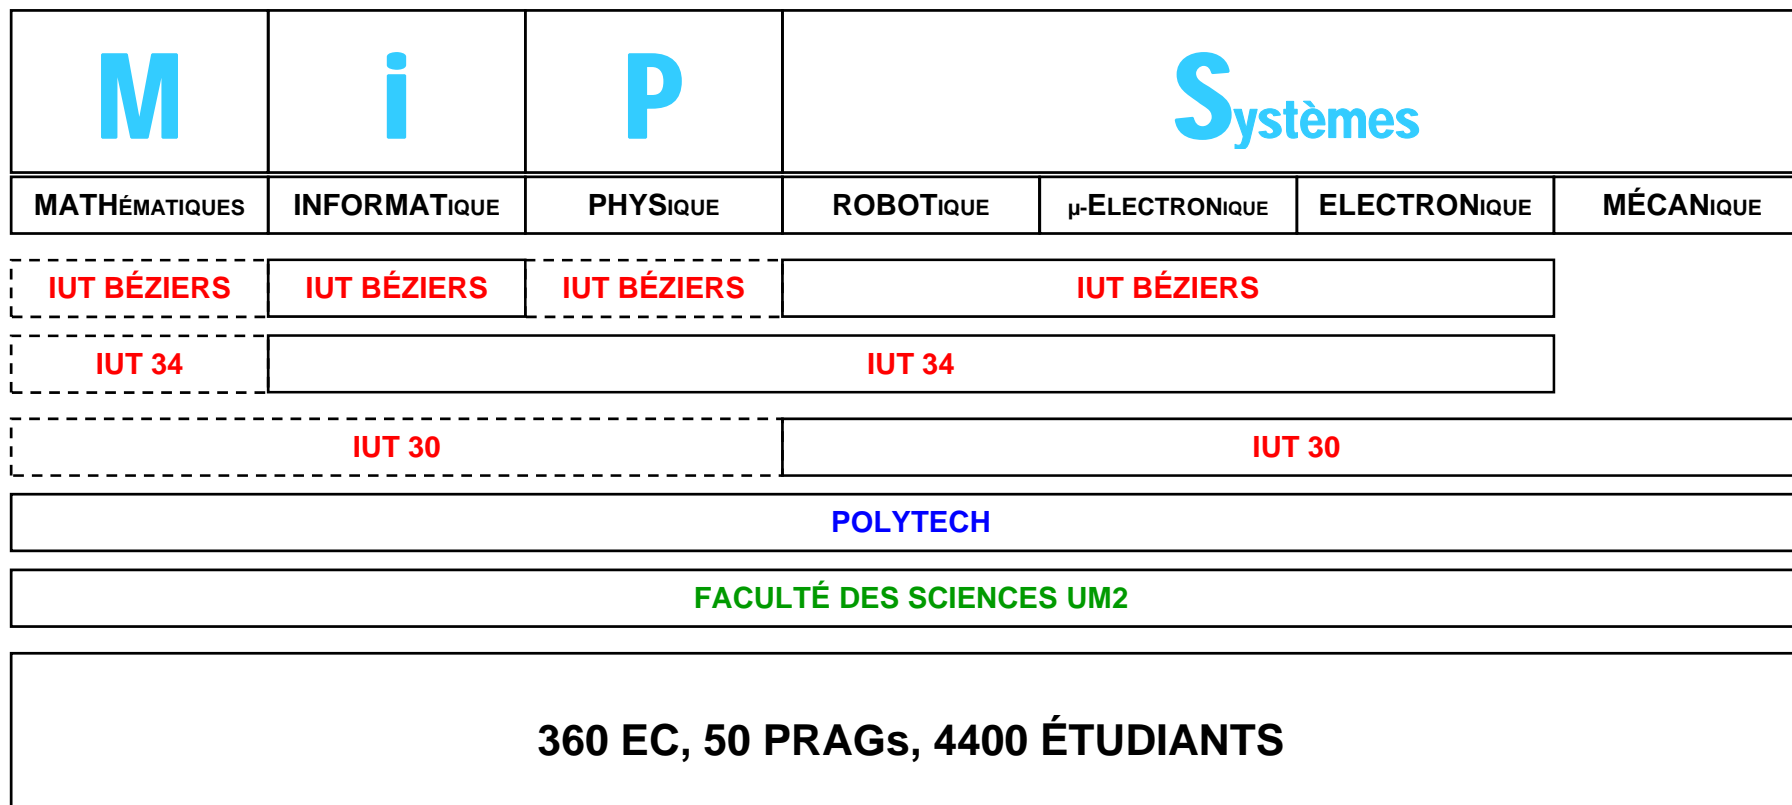 M i P Systèmes
MATHÉMATIQUES INFORMATIQUE PHYSIQUE ROBOTIQUE µ-ELECTRONIQUE ELECTRONIQUE MÉCANIQUE
IUT BÉZIERS IUT BÉZIERS IUT BÉZIERS IUT BÉZIERS
IUT 34 IUT 34
IUT 30 IUT 30
POLYTECH
FACULTÉ DES SCIENCES UM2
360 EC, 50 PRAGs, 4400 ÉTUDIANTS